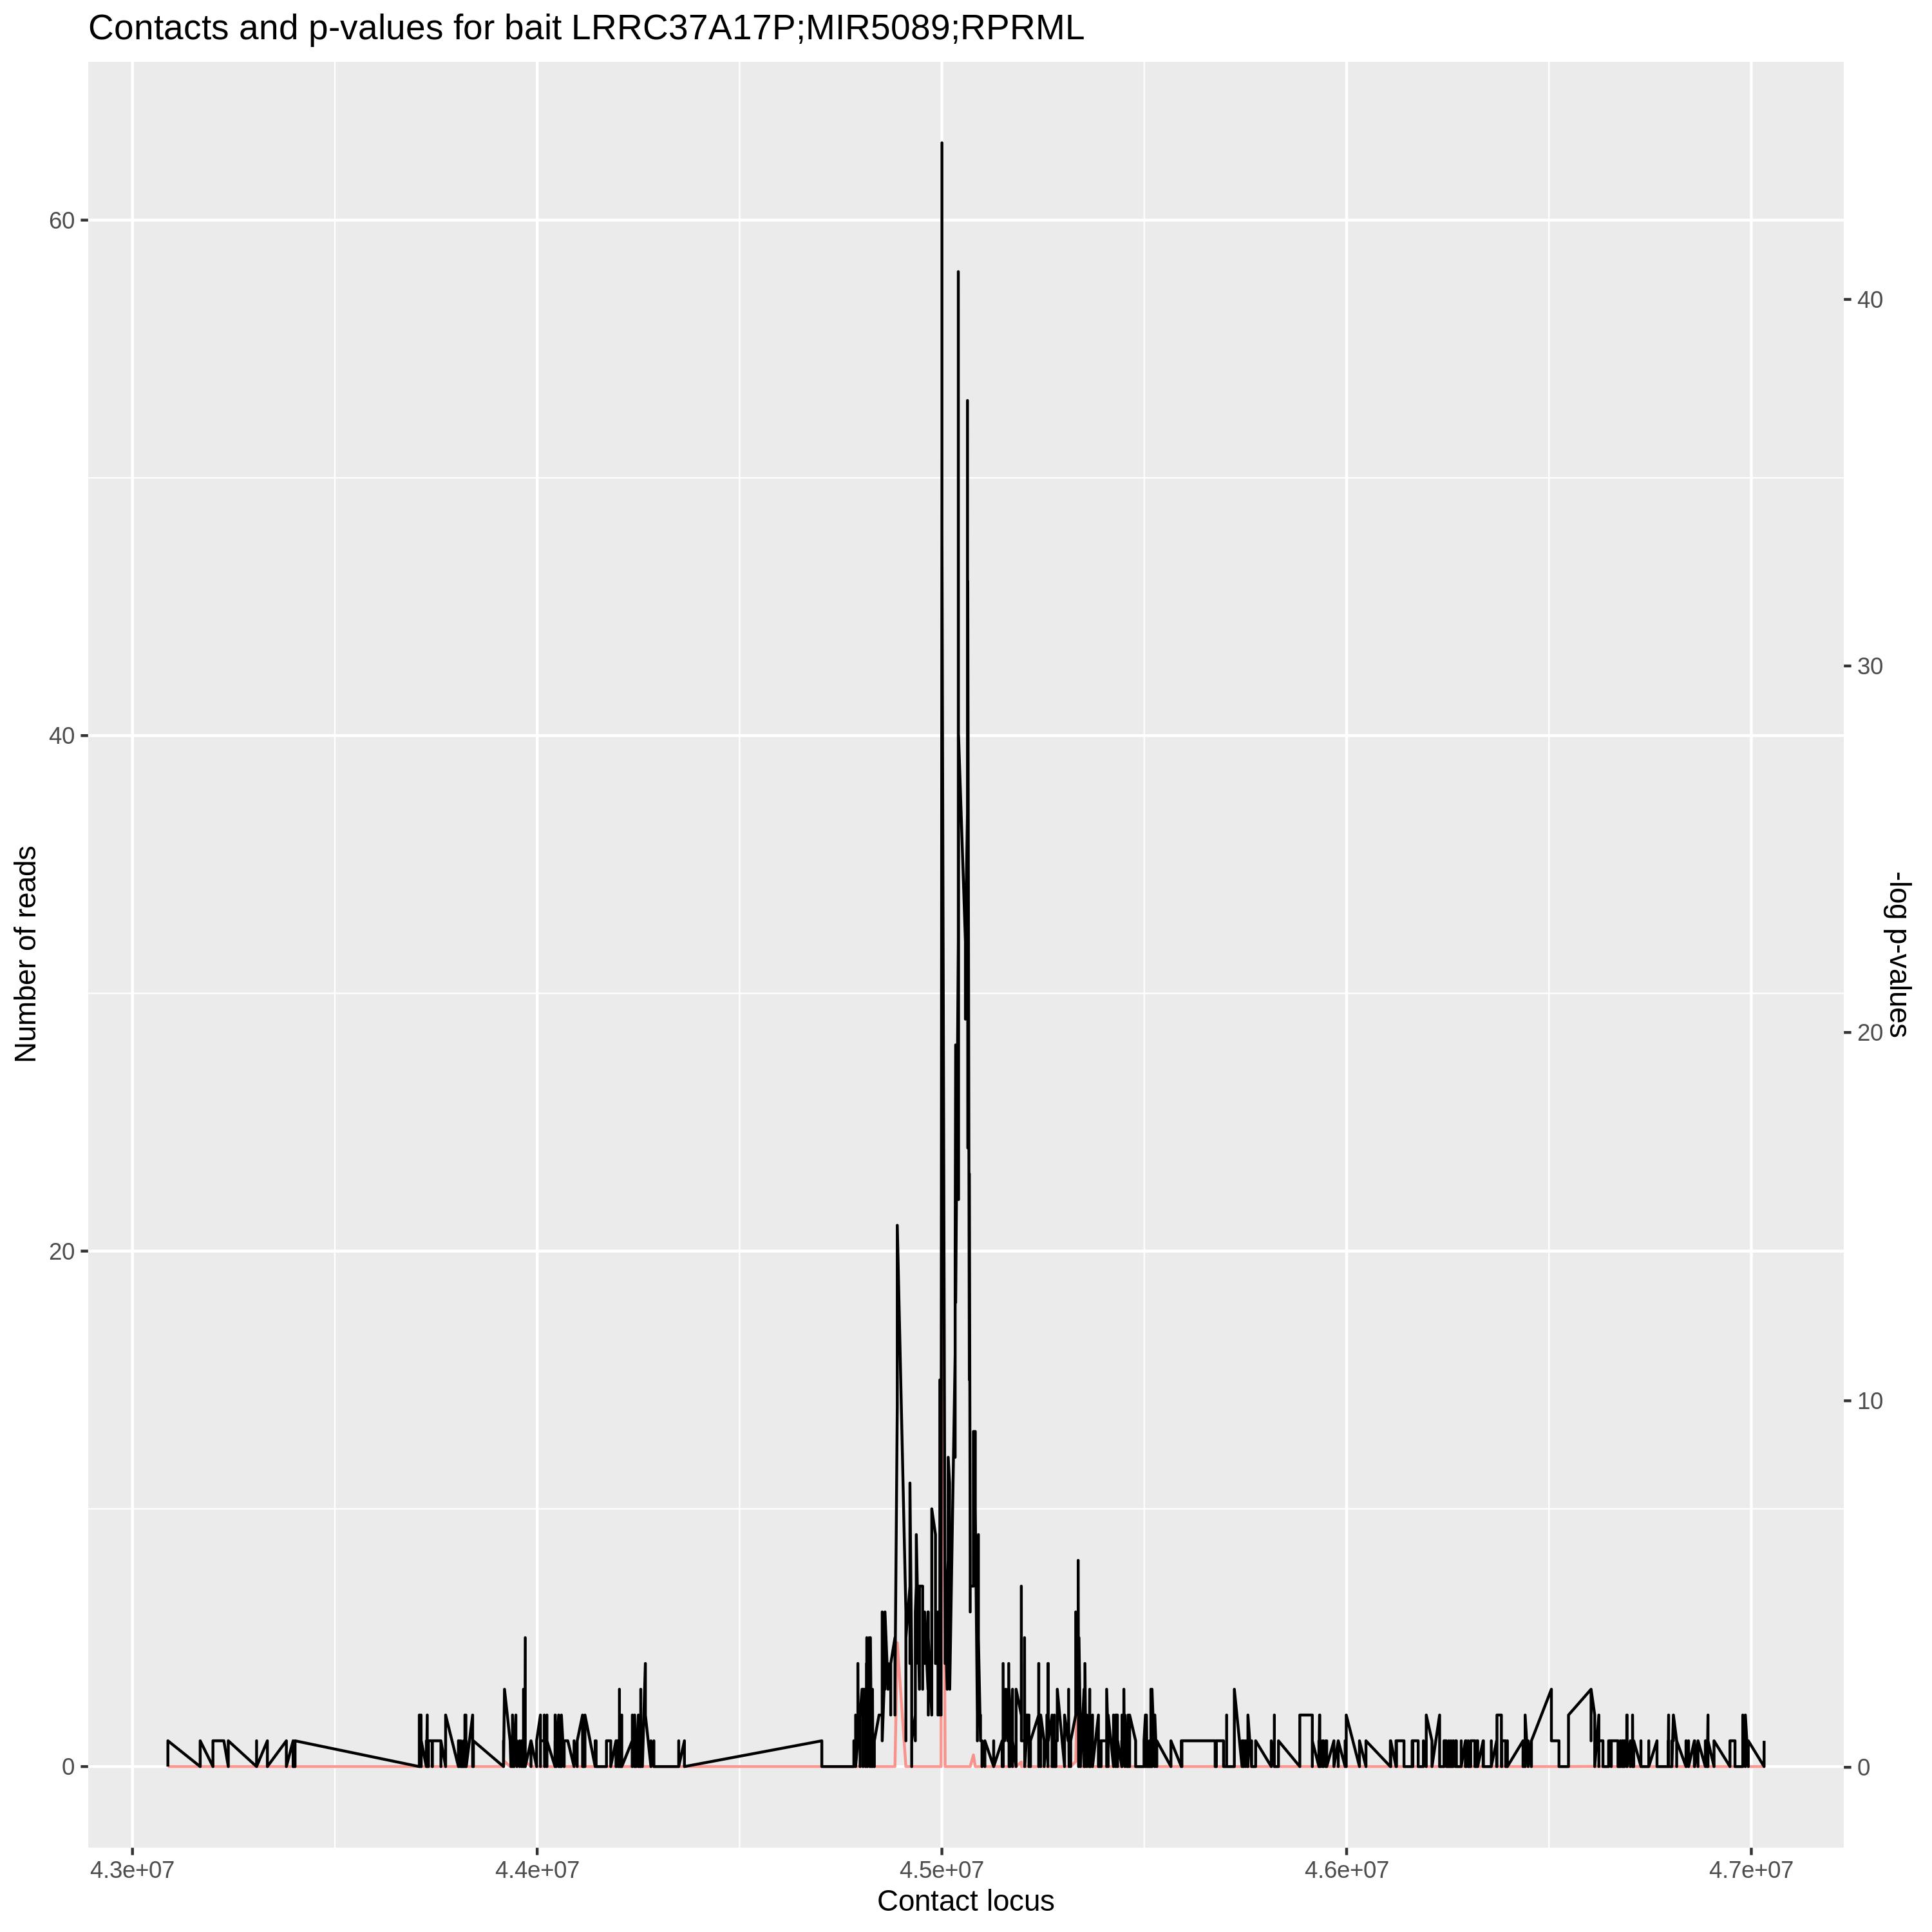 Contacts and p-values for bait LRRC37A17P;MIR5089;RPRML
Number of reads
60
40
20
0
40
30
20
10
0
-log p-values
4.3e+07 4.4e+07 4.5e+07 4.6e+07 4.7e+07
Contact locus